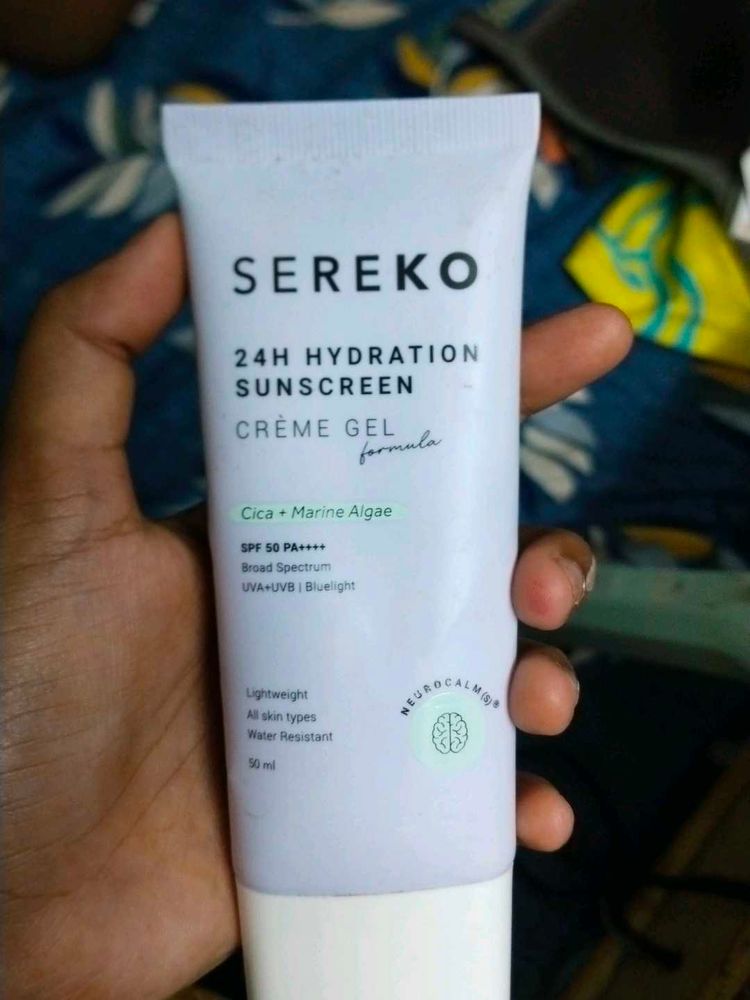 SEREKO
24H HYDRATION
SUNSCREEN
CRÈME GEL
formula
Cica + Marine Algae
SPF 50 PA++++
Broad Spectrum
UVA+UVB | Bluelight
Lightweight
All skin types
Water Resistant
50 ml
NEUROCALM(S)®